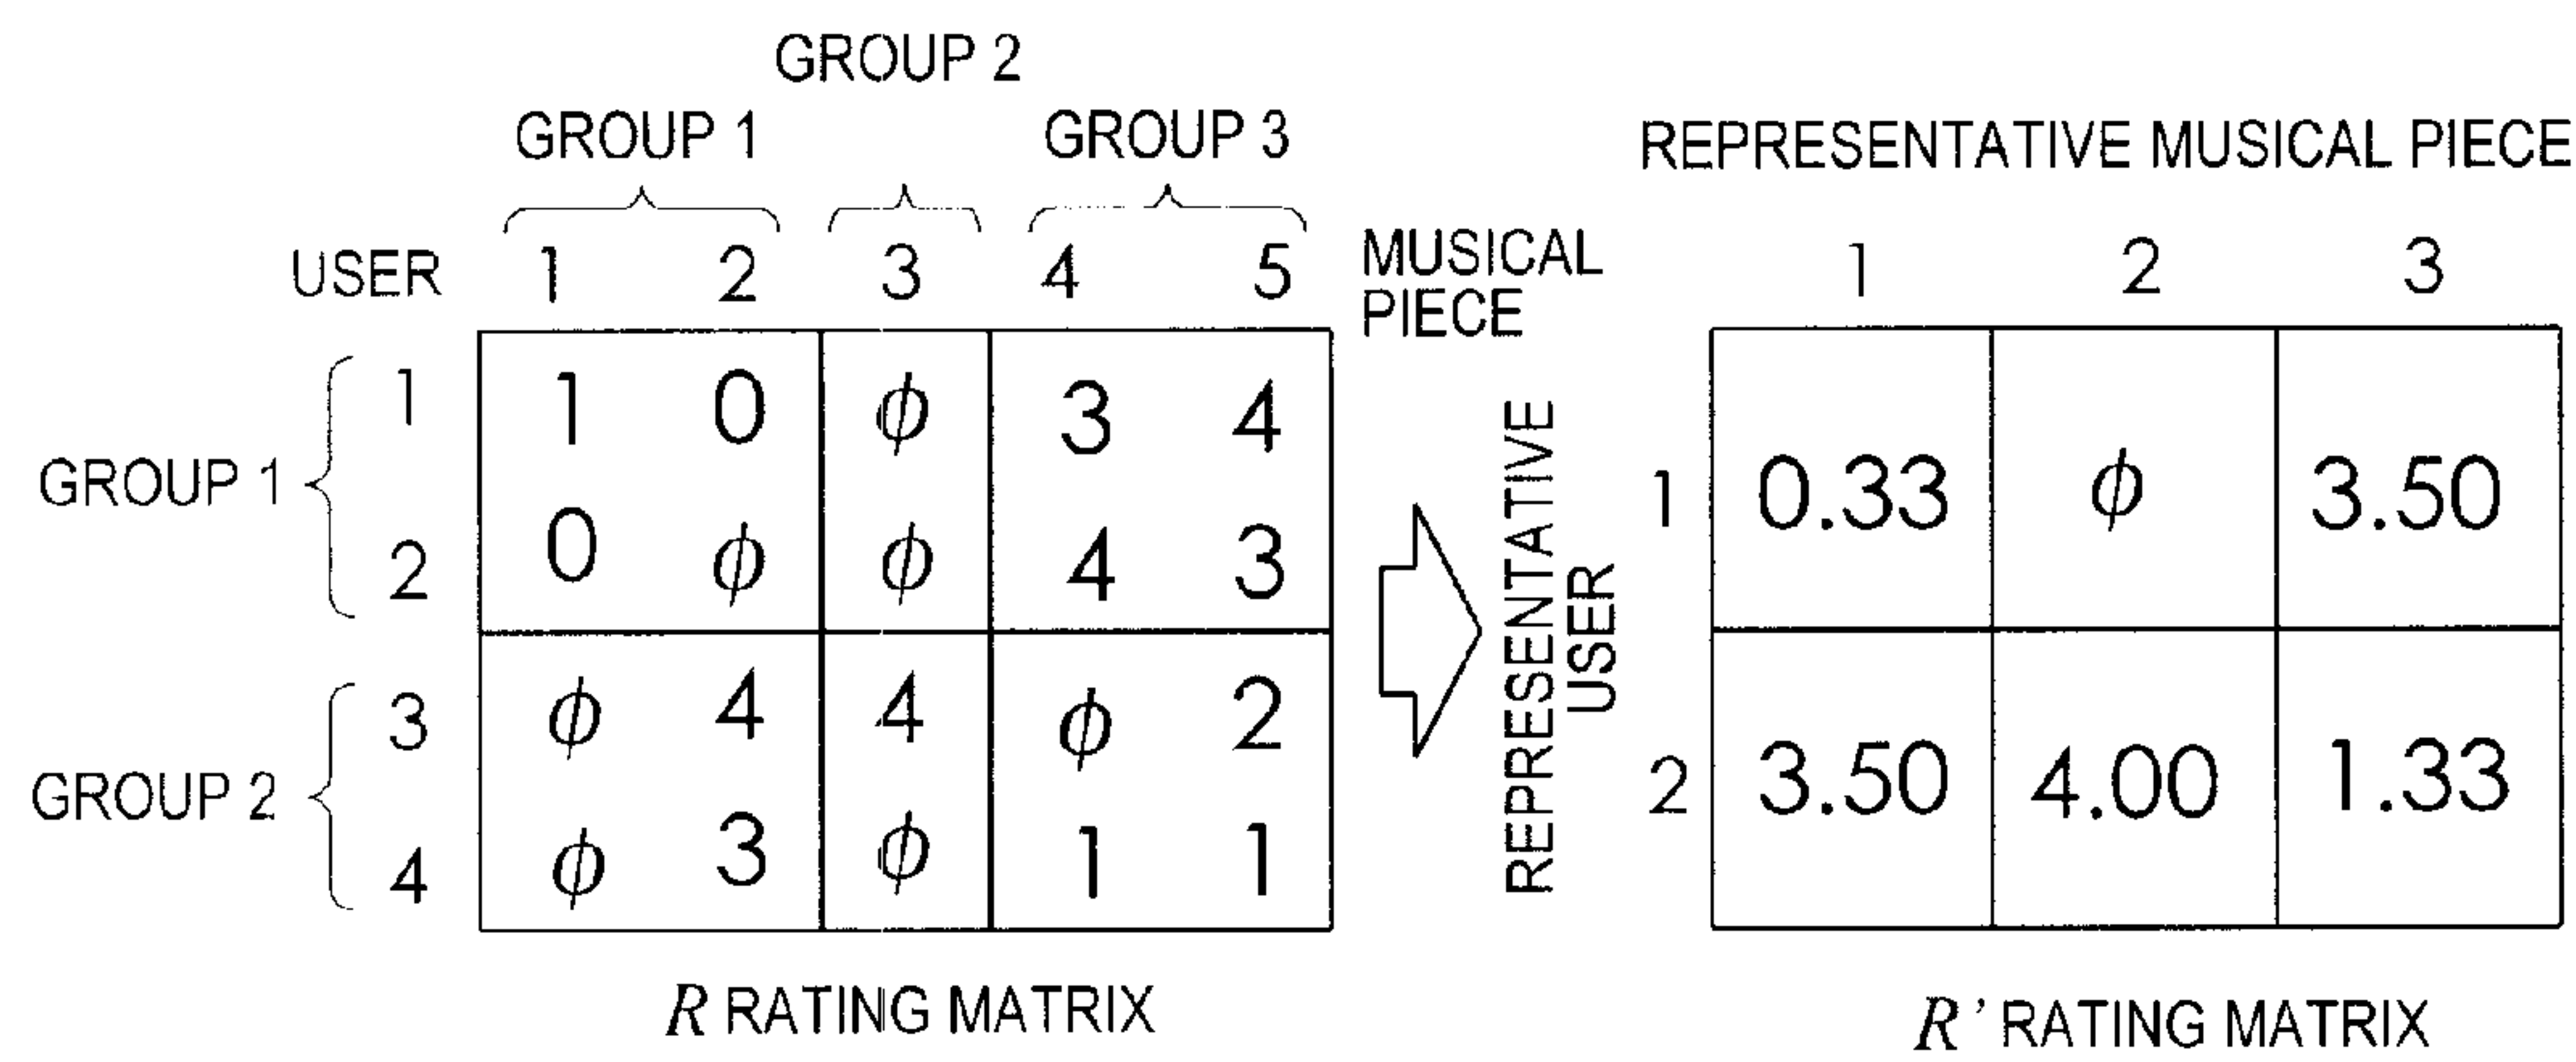 GROUP 2
GROUP 1 GROUP 3
USER 1 2 3 4 5 MUSICAL PIECE
GROUP 1
1 1 0 ϕ 3 4
2 0 ϕ ϕ 4 3
GROUP 2
3 ϕ 4 4 ϕ 2
4 ϕ 3 ϕ 1 1
R RATING MATRIX
REPRESENTATIVE MUSICAL PIECE
1 2 3
REPRESENTATIVE
USER
1 0.33 ϕ 3.50
2 3.50 4.00 1.33
R’ RATING MATRIX